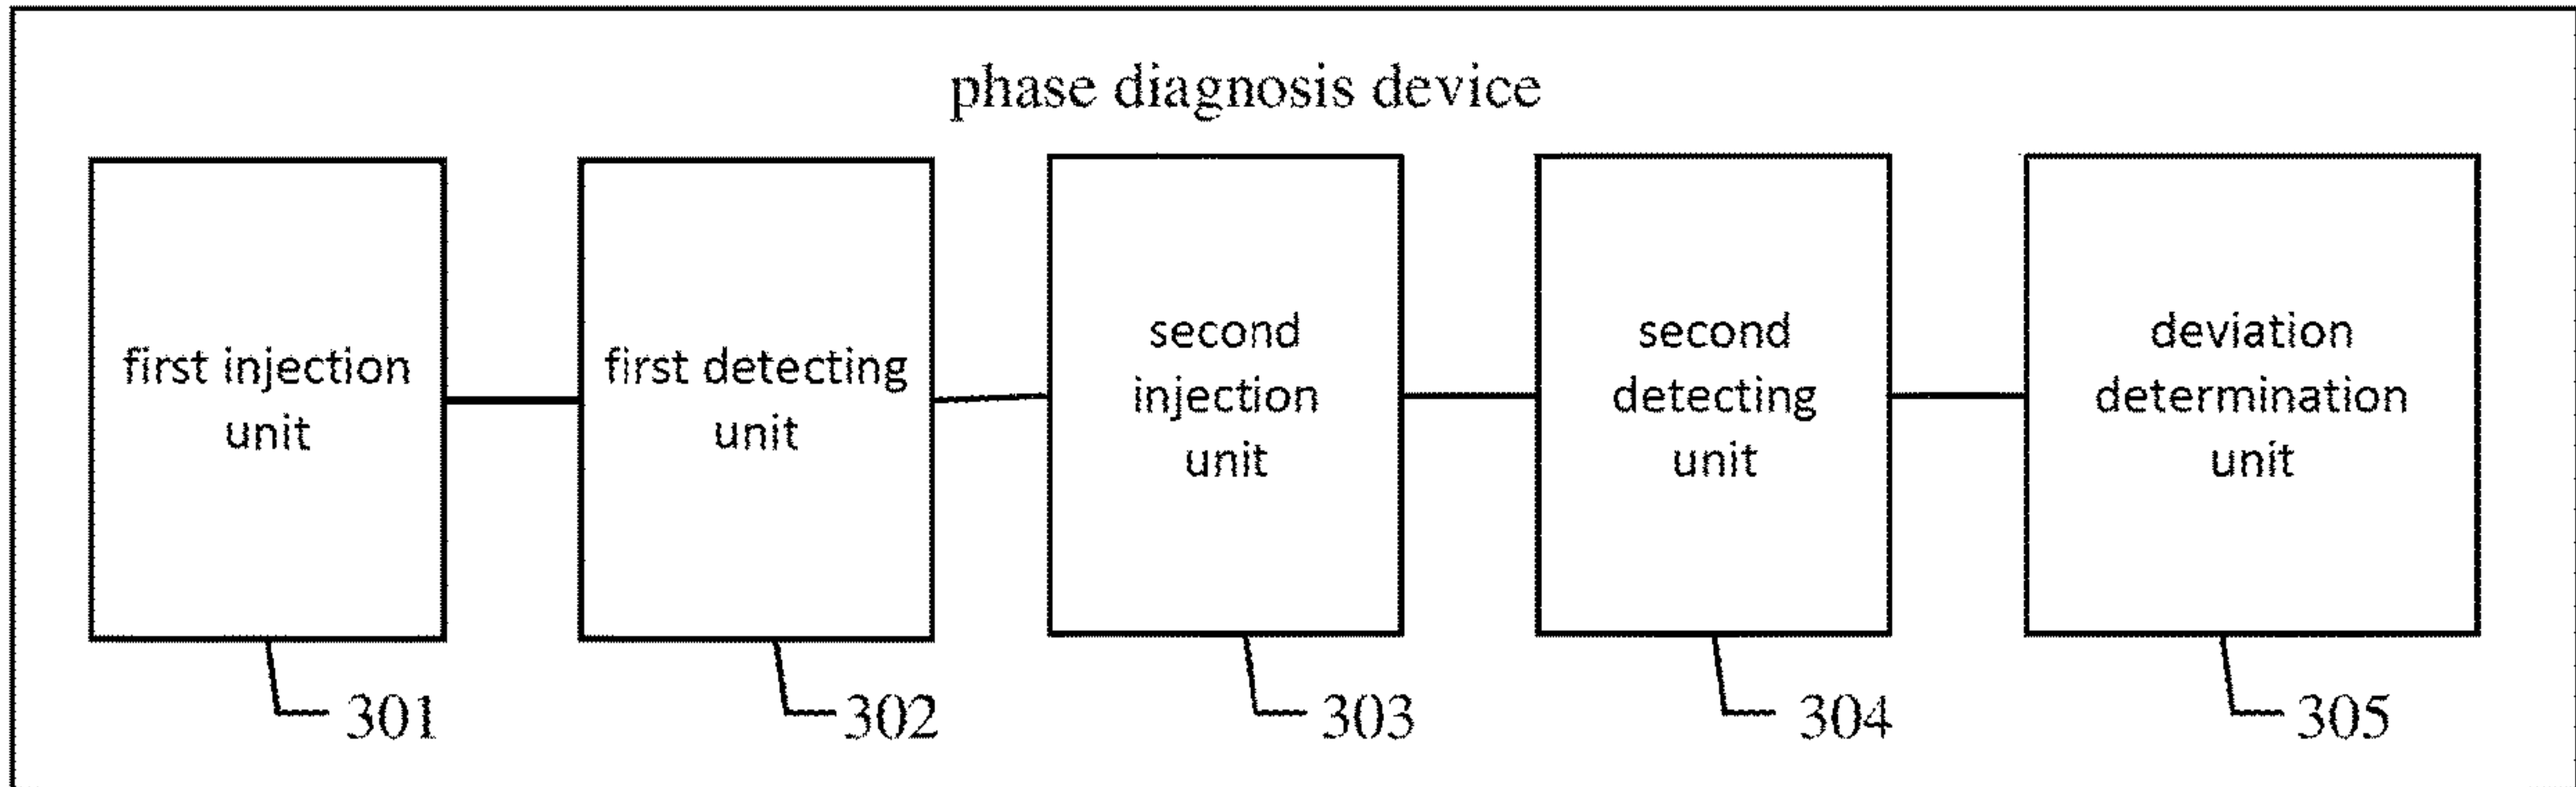 phase diagnosis device
first injection
unit
first detecting
unit
second
injection
unit
second
detecting
unit
deviation
determination
unit
301
302
303
304
305